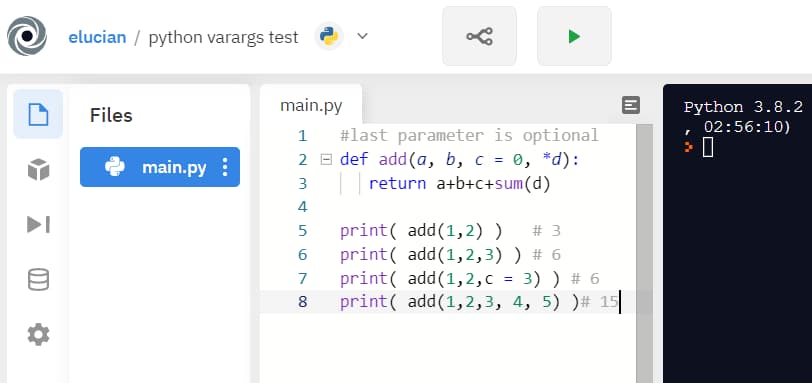 elucian / python varargs test
Files
main.py
main.py
1 #last parameter is optional
2 def add(a, b, c = 0, *d):
3 return a+b+c+sum(d)
4
5 print( add(1,2) ) # 3
6 print( add(1,2,3) ) # 6
7 print( add(1,2,c = 3) ) # 6
8 print( add(1,2,3, 4, 5) )# 15
Python 3.8.2
, 02:56:10)